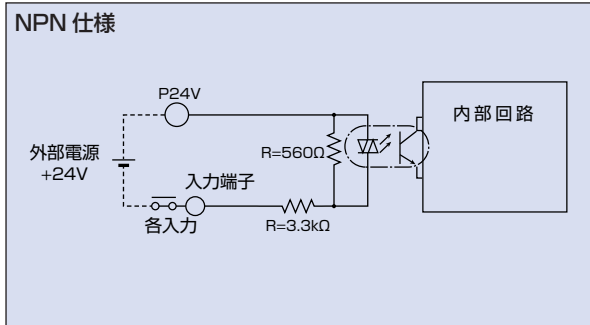 NPN 仕様
P24V
内部回路
外部電源
+24V
R=560Ω
入力端子
各入力
R=3.3kΩ